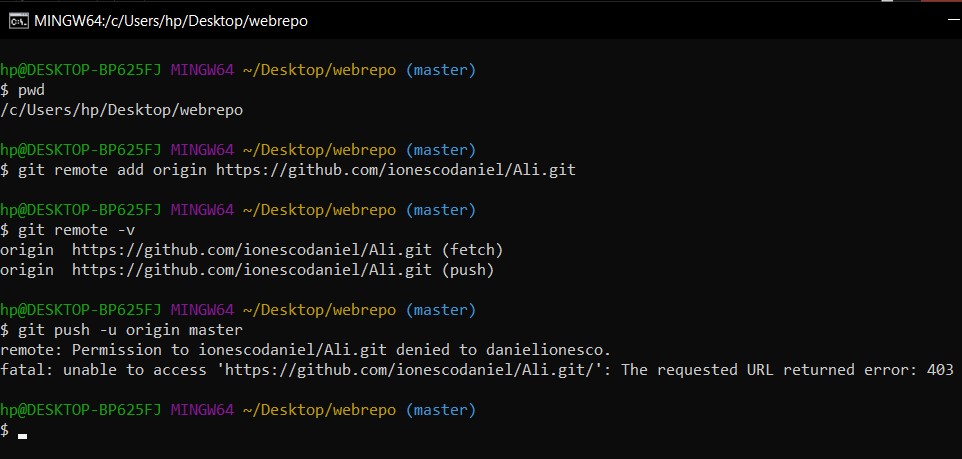 MINGW64:/c/Users/hp/Desktop/webrepo
hp@DESKTOP-BP625FJ MINGW64 ~/Desktop/webrepo (master)
$ pwd
/c/Users/hp/Desktop/webrepo
hp@DESKTOP-BP625FJ MINGW64 ~/Desktop/webrepo (master)
$ git remote add origin https://github.com/ionescodaniel/Ali.git
hp@DESKTOP-BP625FJ MINGW64 ~/Desktop/webrepo (master)
$ git remote -v
origin  https://github.com/ionescodaniel/Ali.git (fetch)
origin  https://github.com/ionescodaniel/Ali.git (push)
hp@DESKTOP-BP625FJ MINGW64 ~/Desktop/webrepo (master)
$ git push -u origin master
remote: Permission to ionescodaniel/Ali.git denied to danielionesco.
fatal: unable to access 'https://github.com/ionescodaniel/Ali.git/': The requested URL returned error: 403
hp@DESKTOP-BP625FJ MINGW64 ~/Desktop/webrepo (master)
$